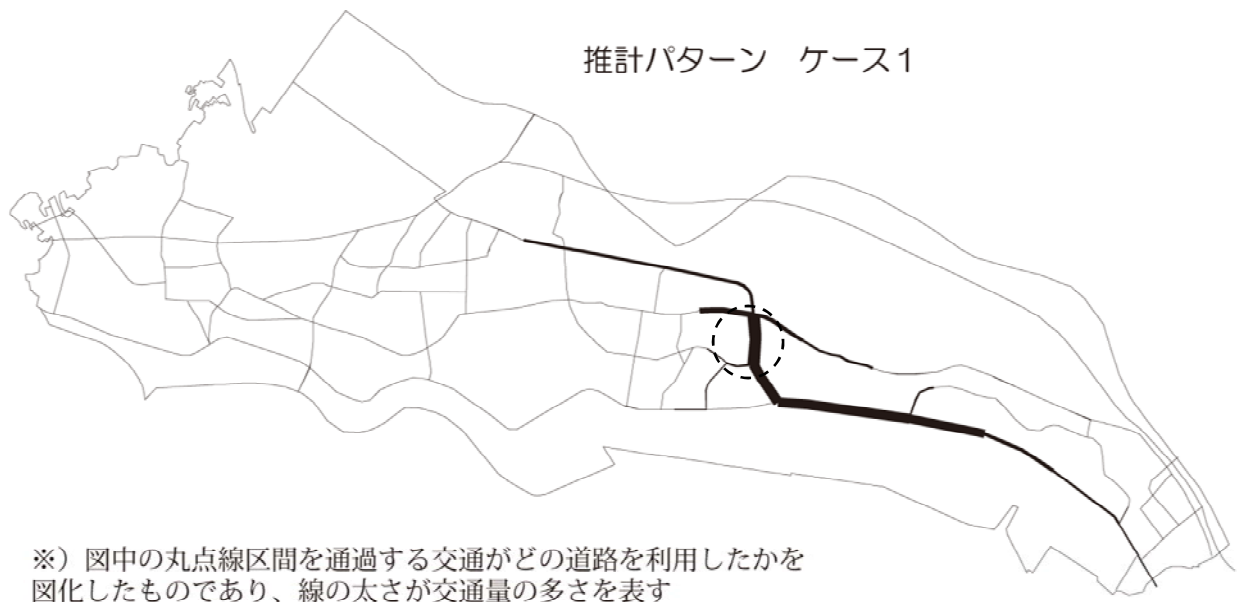 推計パターン　ケース1
※）図中の丸点線区間を通過する交通がどの道路を利用したかを
図化したものであり、線の太さが交通量の多さを表す